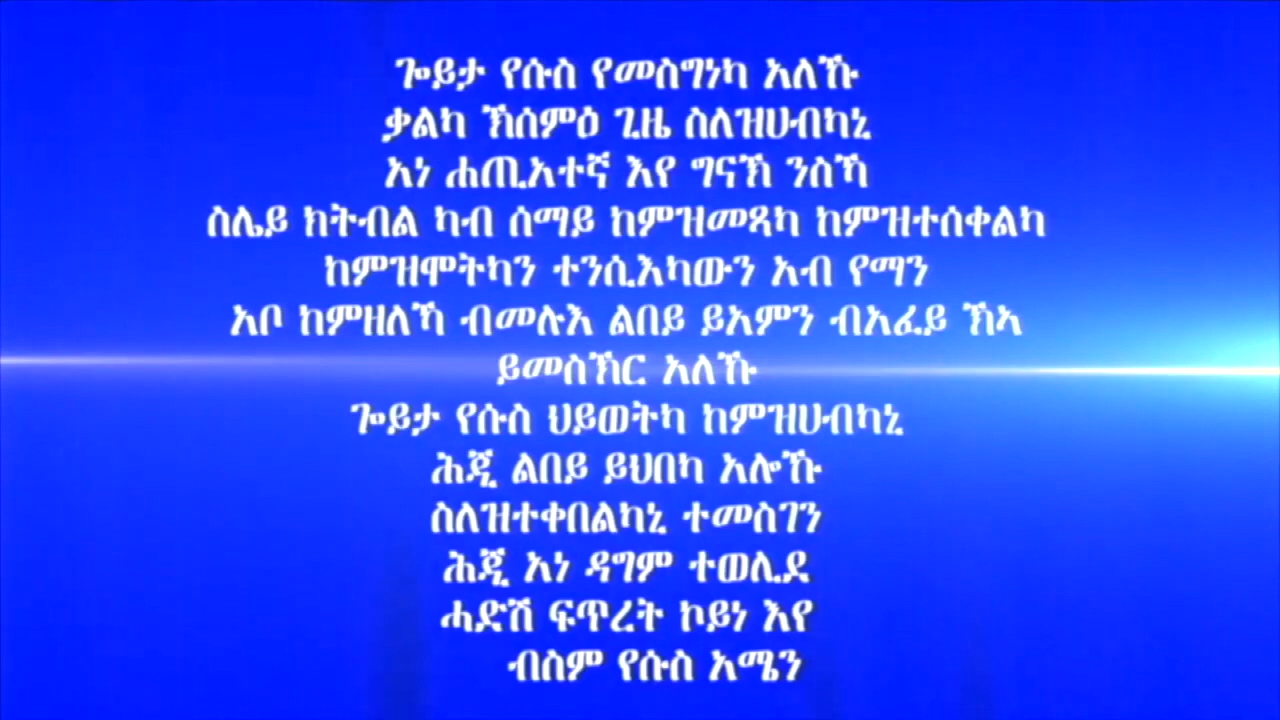 ጐይታ የሱስ የመስግነካ አለኹ
ቃልካ ኽሰምዕ ጊዜ ስለዝሀብካኒ
አነ ሐጢአተኛ እየ ግናኽ ንስኻ
ስሌይ ክትብል ካብ ሰማይ ከምዝመጻካ ከምዝተሰቀልካ
ከምዝሞትካን ተንሲእካውን አብ የማን
አቦ ከምዘለኻ ብመሉእ ልበይ ይአምን ብአፈይ ኽኣ
ይመስኽር አለኹ
ጐይታ የሱስ ህይወትካ ከምዝሀብካኒ
ሕጂ ልበይ ይህበካ አሎኹ
ስለዝተቀበልካኒ ተመስገን
ሕጂ አነ ዳግም ተወሊደ
ሓድሽ ፍጥረት ኮይነ እየ
ብስም የሱስ አሜን